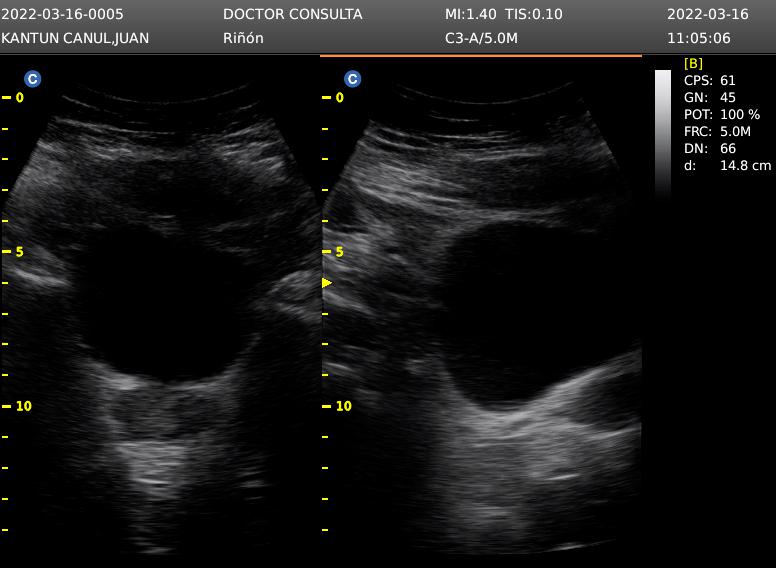 2022-03-16-0005 DOCTOR CONSULTA MI:1.40 TIS:0.10 2022-03-16
KANTUN CANUL,JUAN Riñón C3-A/5.0M 11:05:06
[B]
CPS: 61
GN: 45
POT: 100 %
FRC: 5.0M
DN: 66
d: 14.8 cm
C C
0 0
5 5
10 10